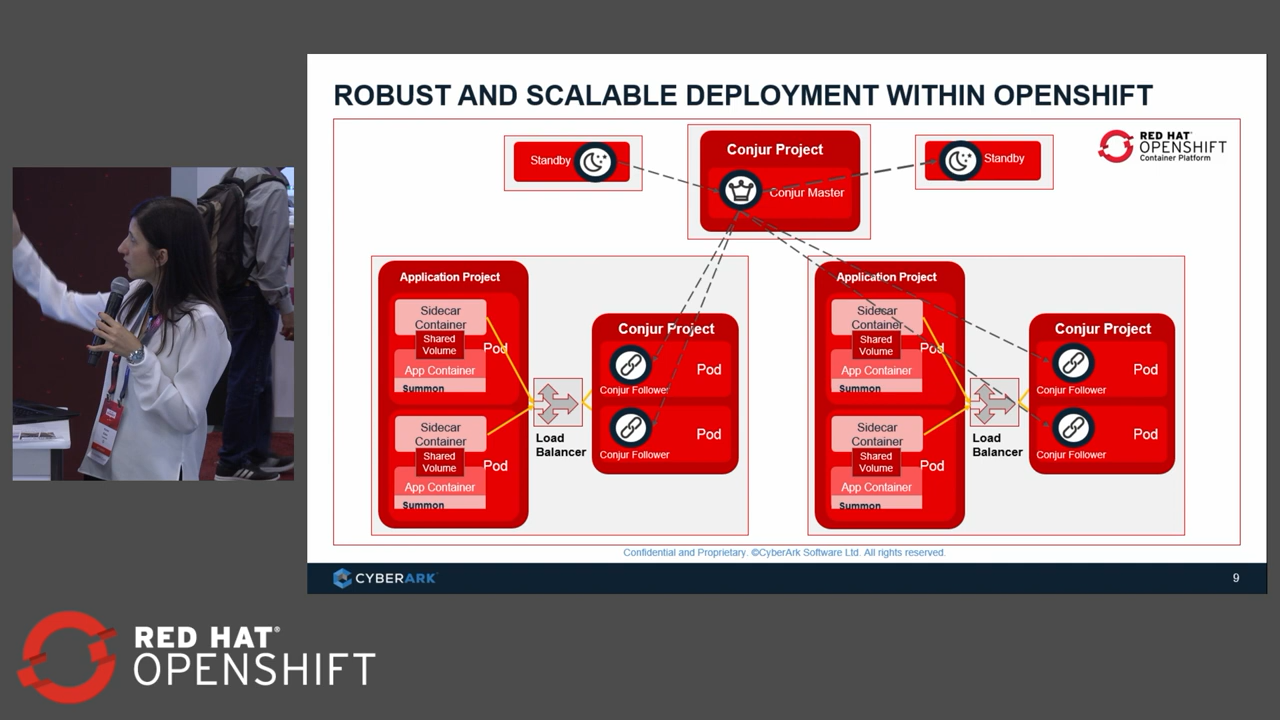 ROBUST AND SCALABLE DEPLOYMENT WITHIN OPENSHIFT
RED HAT®
OPENSHIFT
Container Platform
Standby
Conjur Project
Conjur Master
Standby
Application Project
Sidecar
Container
Shared
Volume
Pod
App Container
Summon
Sidecar
Container
Shared
Volume
Pod
App Container
Summon
Load
Balancer
Conjur Project
Pod
Conjur Follower
Pod
Conjur Follower
Application Project
Sidecar
Container
Shared
Volume
Pod
App Container
Summon
Sidecar
Container
Shared
Volume
Pod
App Container
Summon
Load
Balancer
Conjur Project
Pod
Conjur Follower
Pod
Conjur Follower
Confidential and Proprietary. ©CyberArk Software Ltd. All rights reserved.
CYBERARK
9
RED HAT®
OPENSHIFT